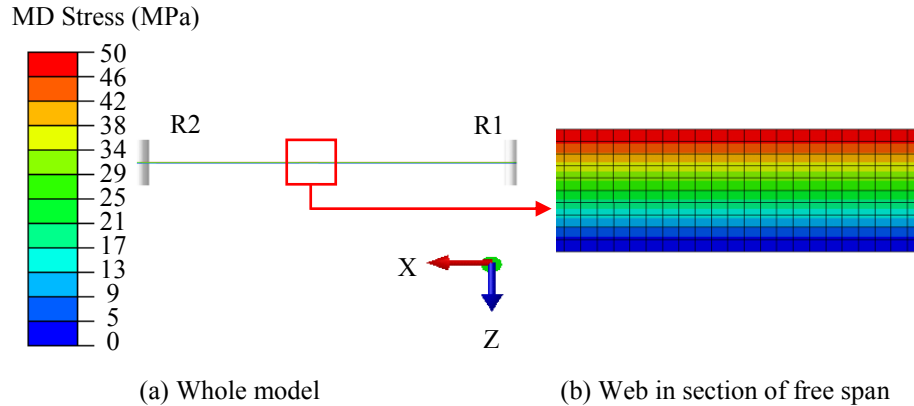 MD Stress (MPa)
50
46
42
38
34
29
25
21
17
13
9
5
0
R2
R1
X
Z
(a) Whole model
(b) Web in section of free span